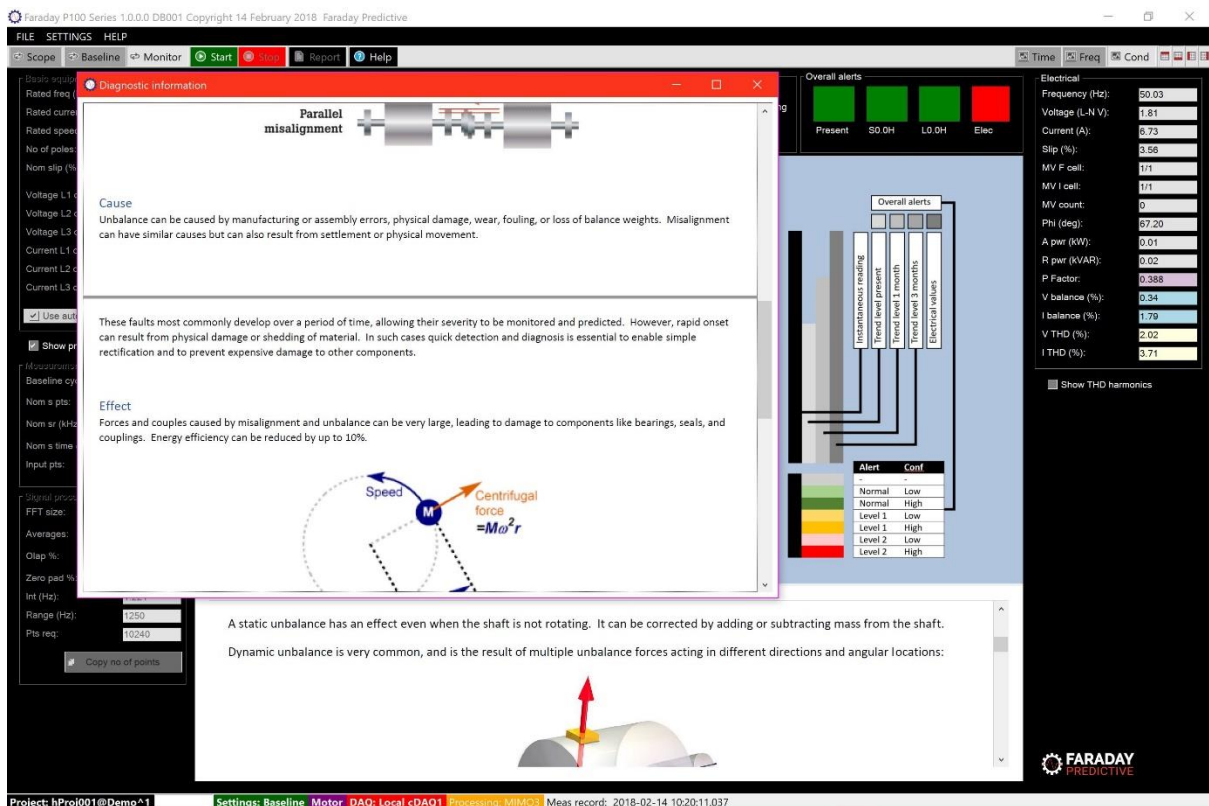 Faraday P100 Series 1.0.0.0 DB001 Copyright 14 February 2018 Faraday Predictive
FILE SETTINGS HELP
Scope Baseline Monitor Start Stop Report Help Time Freq Cond
Basic equip
Rated freq (
Rated curre
Rated speed
No of poles:
Nom slip (%
Voltage L1 c
Voltage L2 c
Voltage L3 c
Current L1 c
Current L2 c
Current L3 c
Use aut
Show pr
Baseline cy
Nom s pts:
Nom sr (kHz
Nom s time
Input pts:
Signal proc
FFT size:
Averages:
Olap %:
Zero pad %:
Int (Hz):
Range (Hz): 1250
Pts req: 10240
Copy no of points
Diagnostic information
Parallel
misalignment
Cause
Unbalance can be caused by manufacturing or assembly errors, physical damage, wear, fouling, or loss of balance weights. Misalignment
can have similar causes but can also result from settlement or physical movement.
These faults most commonly develop over a period of time, allowing their severity to be monitored and predicted. However, rapid onset
can result from physical damage or shedding of material. In such cases quick detection and diagnosis is essential to enable simple
rectification and to prevent expensive damage to other components.
Effect
Forces and couples caused by misalignment and unbalance can be very large, leading to damage to components like bearings, seals, and
couplings. Energy efficiency can be reduced by up to 10%.
Speed
M
Centrifugal
force
=Mω²r
ng
Overall alerts
Present S0.0H L0.0H Elec
Overall alerts
Instantaneous reading
Trend level present
Trend level 1 month
Trend level 3 months
Electrical values
Alert Conf
- -
Normal Low
Normal High
Level 1 Low
Level 1 High
Level 2 Low
Level 2 High
Electrical
Frequency (Hz): 50.03
Voltage (L-N V): 1.81
Current (A): 6.73
Slip (%): 3.56
MV F cell: 1/1
MV I cell: 1/1
MV count: 0
Phi (deg): 67.20
A pwr (kW): 0.01
R pwr (kVAR): 0.02
P Factor: 0.388
V balance (%): 0.34
I balance (%): 1.79
V THD (%): 2.02
I THD (%): 3.71
Show THD harmonics
A static unbalance has an effect even when the shaft is not rotating. It can be corrected by adding or subtracting mass from the shaft.
Dynamic unbalance is very common, and is the result of multiple unbalance forces acting in different directions and angular locations:
FARADAY
PREDICTIVE
Project: hProj001@Demo^1 Settings: Baseline Motor DAQ: Local cDAQ1 Processing: MIMO3 Meas record: 2018-02-14 10:20:11.037